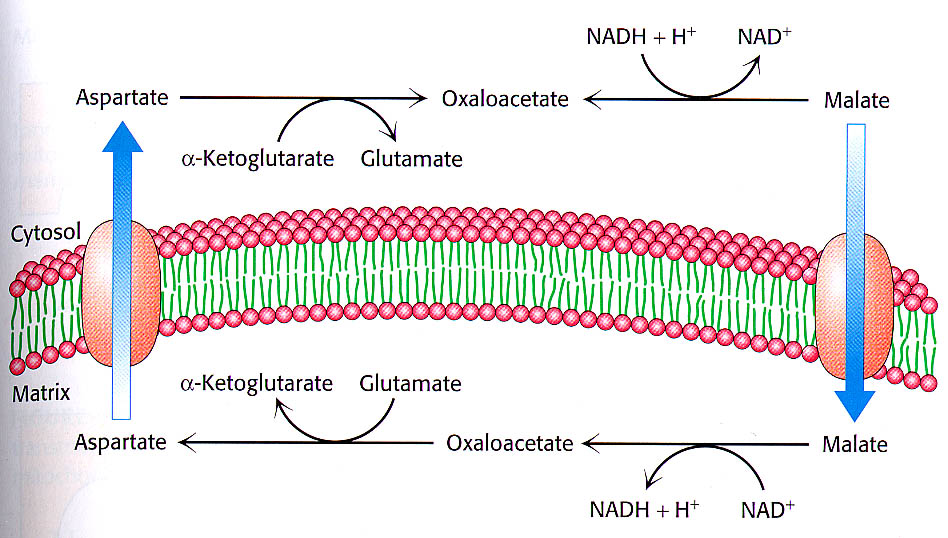 NADH + H⁺ NAD⁺
Aspartate Oxaloacetate Malate
α-Ketoglutarate Glutamate
Cytosol
Matrix
α-Ketoglutarate Glutamate
Aspartate Oxaloacetate Malate
NADH + H⁺ NAD⁺